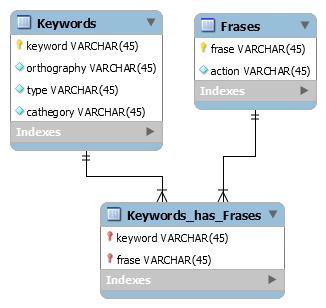 Keywords
keyword VARCHAR(45)
orthography VARCHAR(45)
type VARCHAR(45)
cathegory VARCHAR(45)
Indexes
Frases
frase VARCHAR(45)
action VARCHAR(45)
Indexes
Keywords_has_Frases
keyword VARCHAR(45)
frase VARCHAR(45)
Indexes